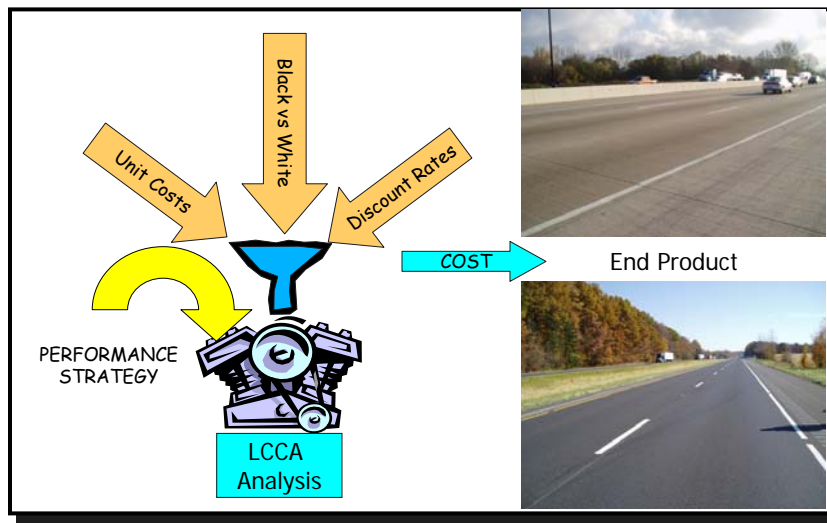 Black vs White
Unit Costs
Discount Rates
COST
End Product
PERFORMANCE
STRATEGY
LCCA
Analysis